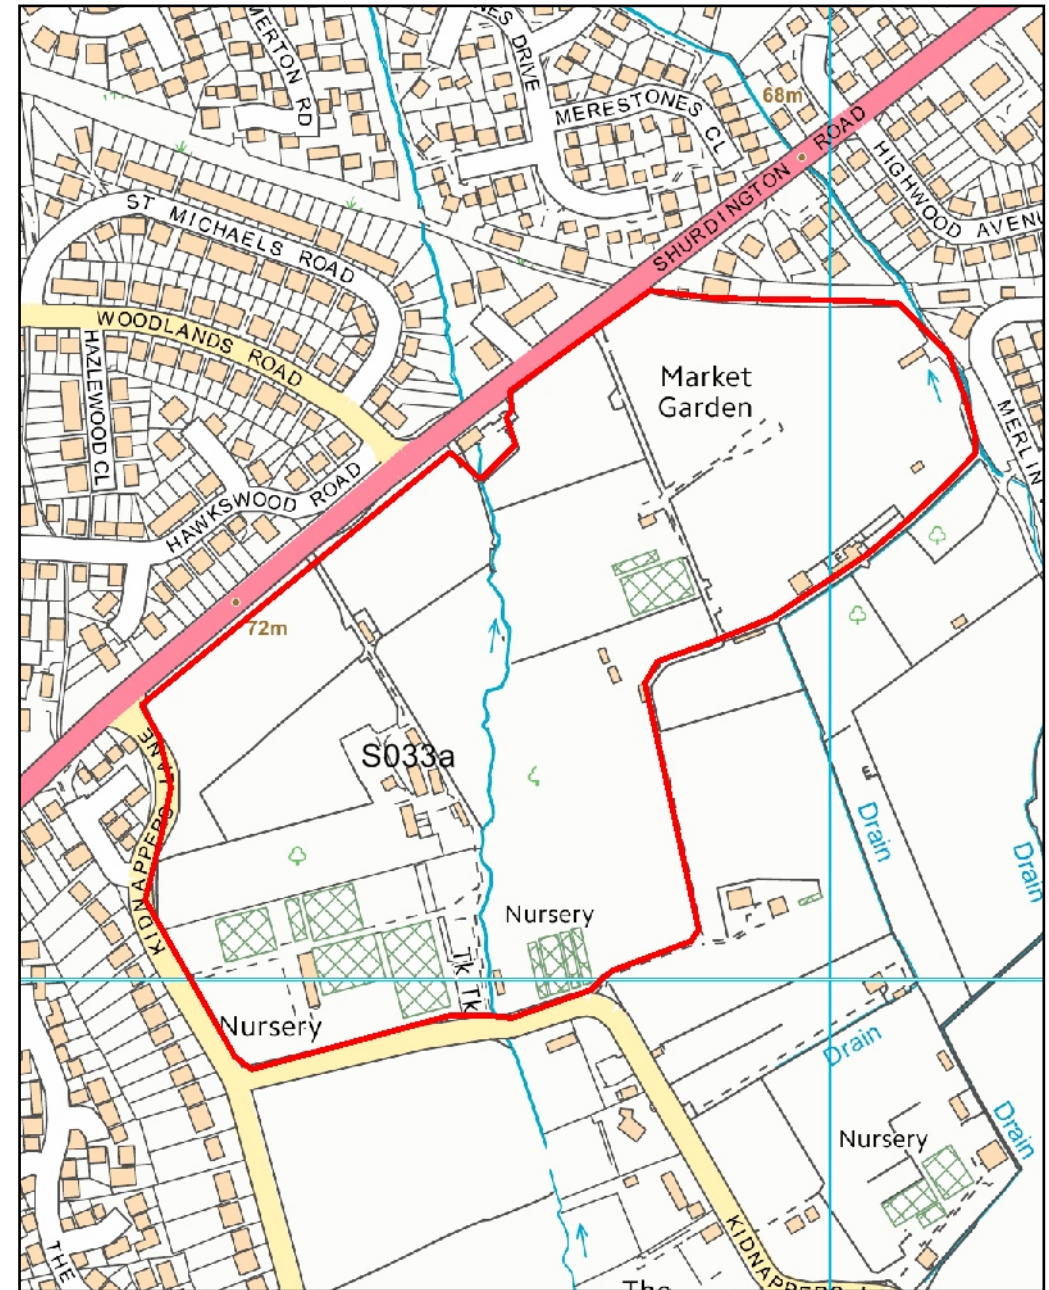 MERTON RD
NES DRIVE
MERESTONES CL
68m
SHURDINGTON ROAD
HIGHWOOD AVENU
ST MICHAELS ROAD
WOODLANDS ROAD
HAZLEWOOD CL
HAWKSWOOD ROAD
Market
Garden
MERLIN
72m
KIDNAPPERS LANE
S033a
Drain
Drain
Nursery
Tk
Tk
Nursery
Drain
Nursery
Drain
KIDNAPPERS L
THE
The